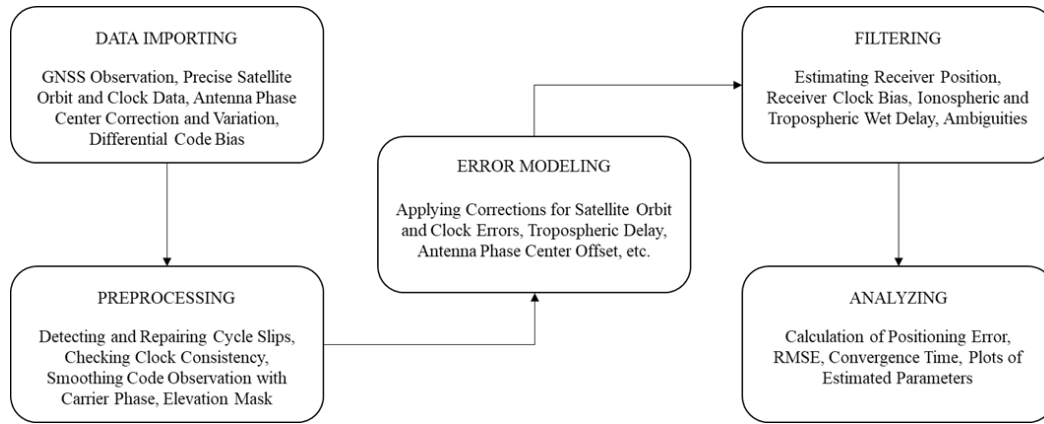 DATA IMPORTING
GNSS Observation, Precise Satellite
Orbit and Clock Data, Antenna Phase
Center Correction and Variation,
Differential Code Bias
PREPROCESSING
Detecting and Repairing Cycle Slips,
Checking Clock Consistency,
Smoothing Code Observation with
Carrier Phase, Elevation Mask
ERROR MODELING
Applying Corrections for Satellite Orbit
and Clock Errors, Tropospheric Delay,
Antenna Phase Center Offset, etc.
FILTERING
Estimating Receiver Position,
Receiver Clock Bias, Ionospheric and
Tropospheric Wet Delay, Ambiguities
ANALYZING
Calculation of Positioning Error,
RMSE, Convergence Time, Plots of
Estimated Parameters